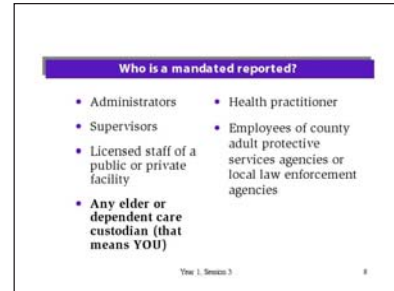 Who is a mandated reported?
• Administrators
• Supervisors
• Licensed staff of a
public or private
facility
• Any elder or
dependent care
custodian (that
means YOU)
• Health practitioner
• Employees of county
adult protective
services agencies or
local law enforcement
agencies
Year 1, Session 5
8